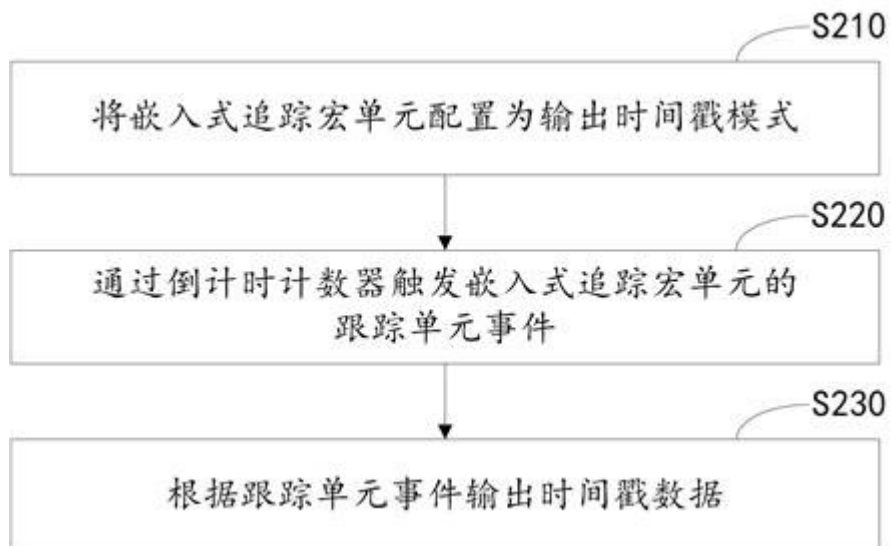 S210
将嵌入式追踪宏单元配置为输出时间戳模式
S220
通过倒计时计数器触发嵌入式追踪宏单元的
跟踪单元事件
S230
根据跟踪单元事件输出时间戳数据